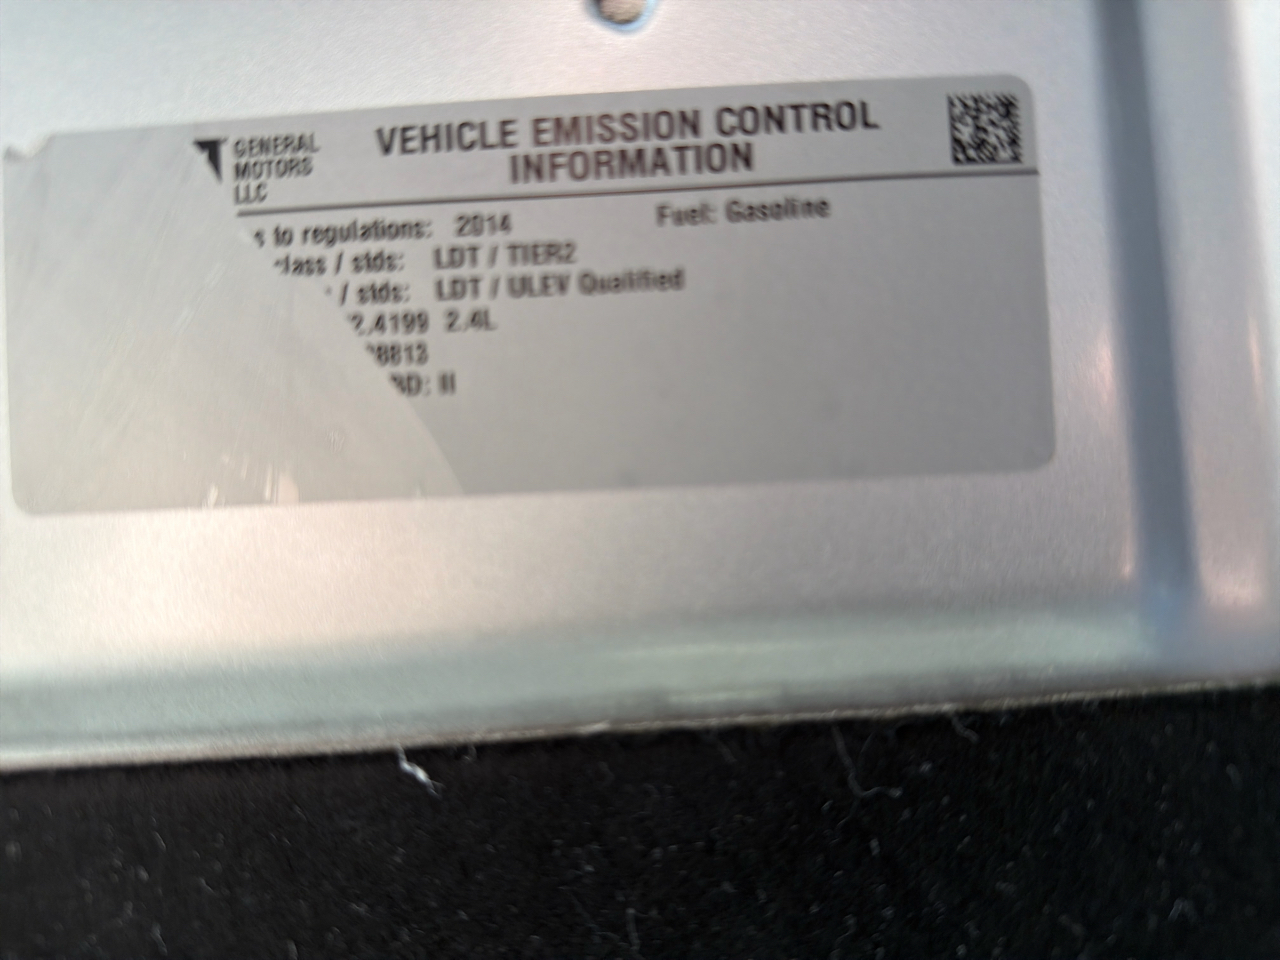 GENERAL
MOTORS
LLC
VEHICLE EMISSION CONTROL
INFORMATION
to regulations: 2014 Fuel: Gasoline
/ stds: LDT / TIER2
/ stds: LDT / ULEV Qualified
2.4199 2.4L
8813
BD: II